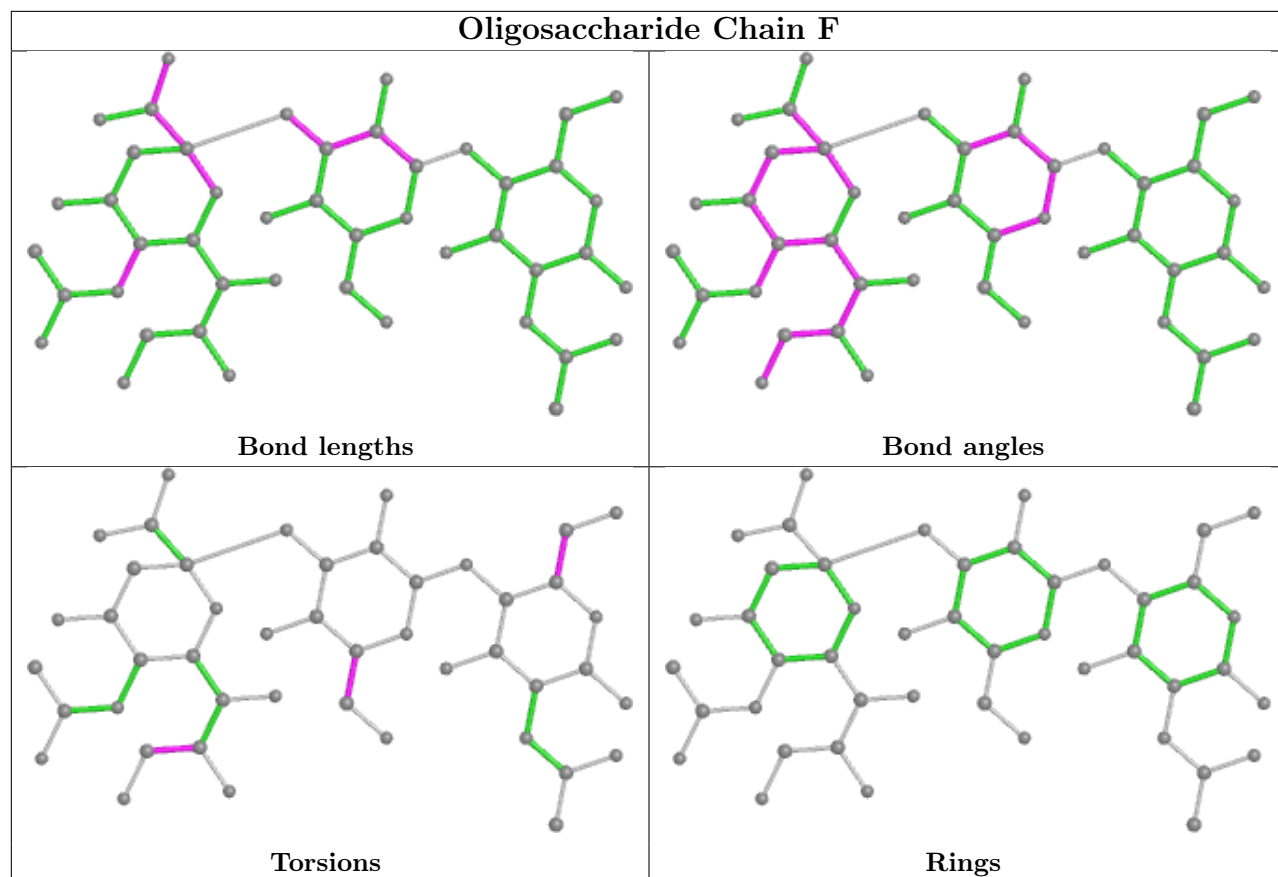 Oligosaccharide Chain F
Bond lengths
Bond angles
Torsions
Rings